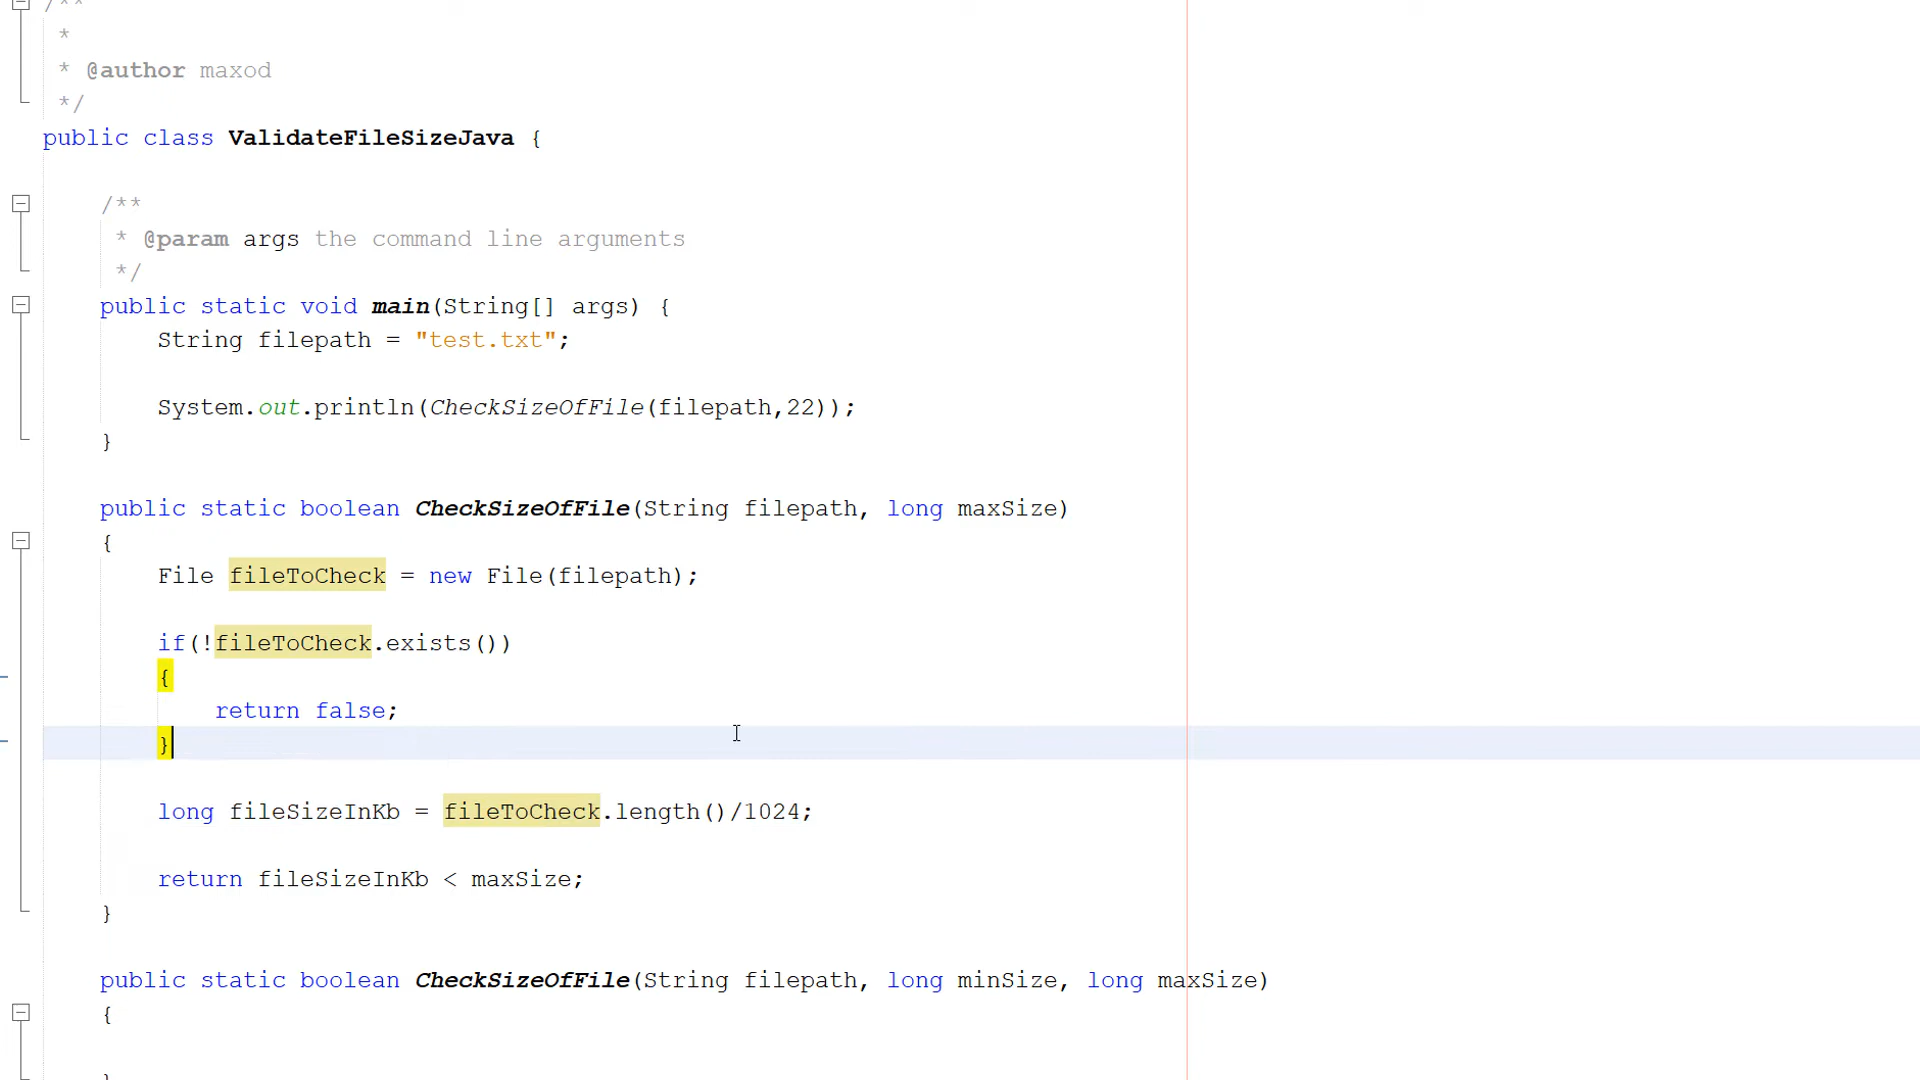 /**
*
* @author maxod
*/
public class ValidateFileSizeJava {
/**
* @param args the command line arguments
*/
public static void main(String[] args) {
String filepath = "test.txt";
System.out.println(CheckSizeOfFile(filepath,22));
}
public static boolean CheckSizeOfFile(String filepath, long maxSize)
{
File fileToCheck = new File(filepath);
if(!fileToCheck.exists())
{
return false;
}
long fileSizeInKb = fileToCheck.length()/1024;
return fileSizeInKb < maxSize;
}
public static boolean CheckSizeOfFile(String filepath, long minSize, long maxSize)
{
}